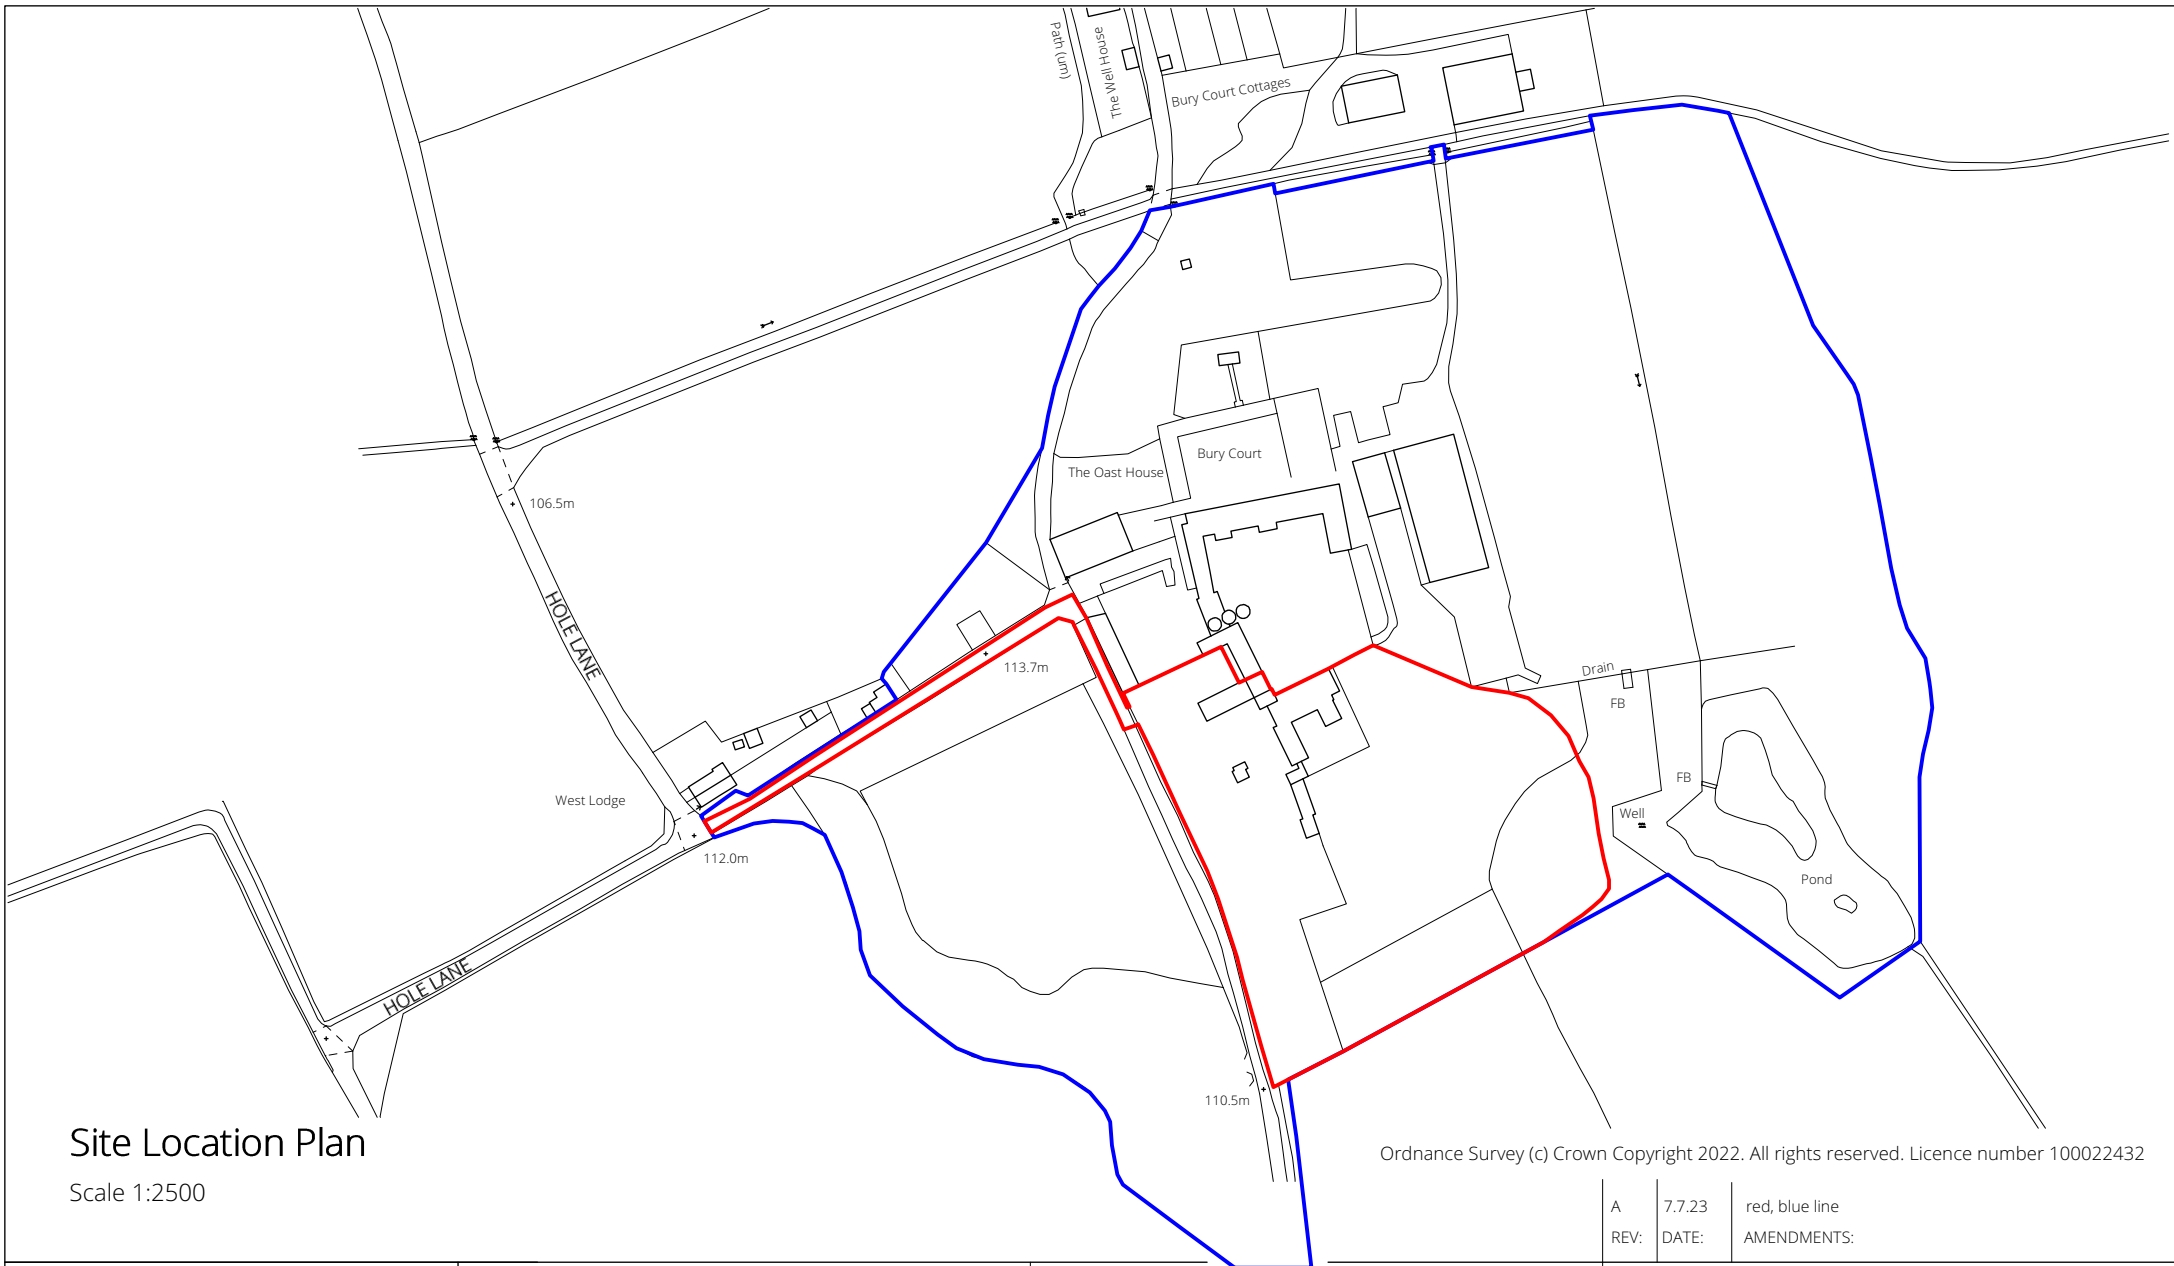 Path (um)
The Well House
Bury Court Cottages
106.5m
The Oast House
Bury Court
HOLE LANE
113.7m
Drain
FB
FB
West Lodge
Well
112.0m
Pond
HOLE LANE
110.5m
Site Location Plan
Scale 1:2500
Ordnance Survey (c) Crown Copyright 2022. All rights reserved. Licence number 100022432
A 7.7.23 red, blue line
REV: DATE: AMENDMENTS: